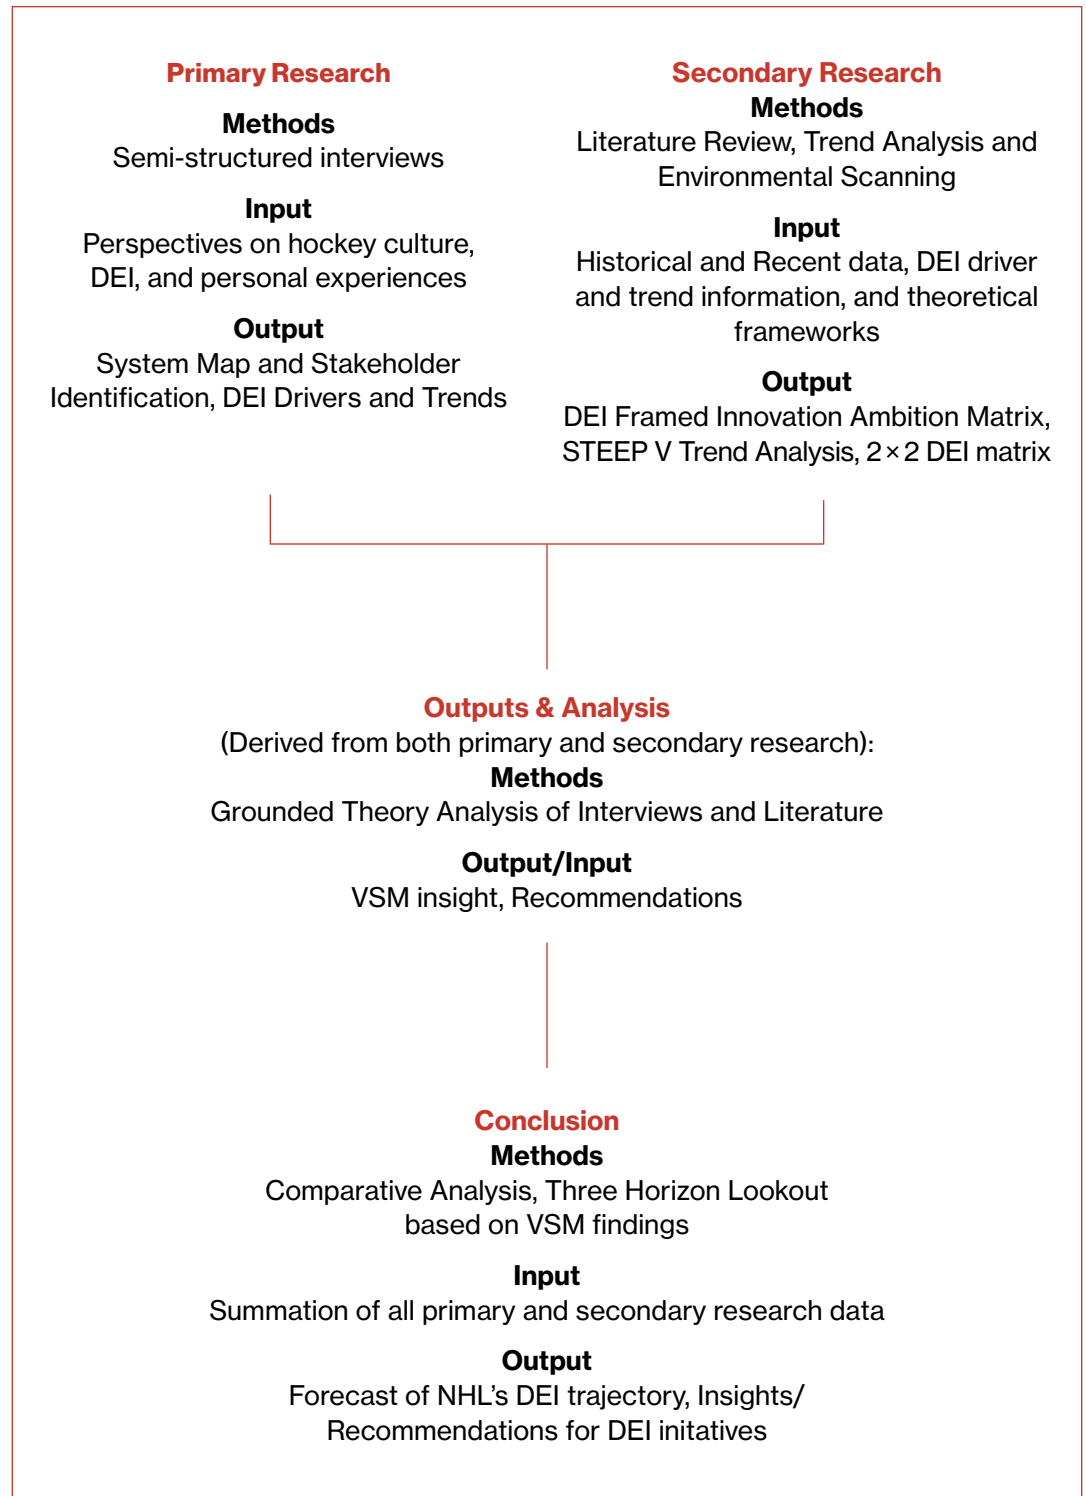 Primary Research
Methods
Semi-structured interviews
Input
Perspectives on hockey culture,
DEI, and personal experiences
Output
System Map and Stakeholder
Identification, DEI Drivers and Trends
Secondary Research
Methods
Literature Review, Trend Analysis and
Environmental Scanning
Input
Historical and Recent data, DEI driver
and trend information, and theoretical
frameworks
Output
DEI Framed Innovation Ambition Matrix,
STEEP V Trend Analysis, 2×2 DEI matrix
Outputs & Analysis
(Derived from both primary and secondary research):
Methods
Grounded Theory Analysis of Interviews and Literature
Output/Input
VSM insight, Recommendations
Conclusion
Methods
Comparative Analysis, Three Horizon Lookout
based on VSM findings
Input
Summation of all primary and secondary research data
Output
Forecast of NHL’s DEI trajectory, Insights/
Recommendations for DEI initatives